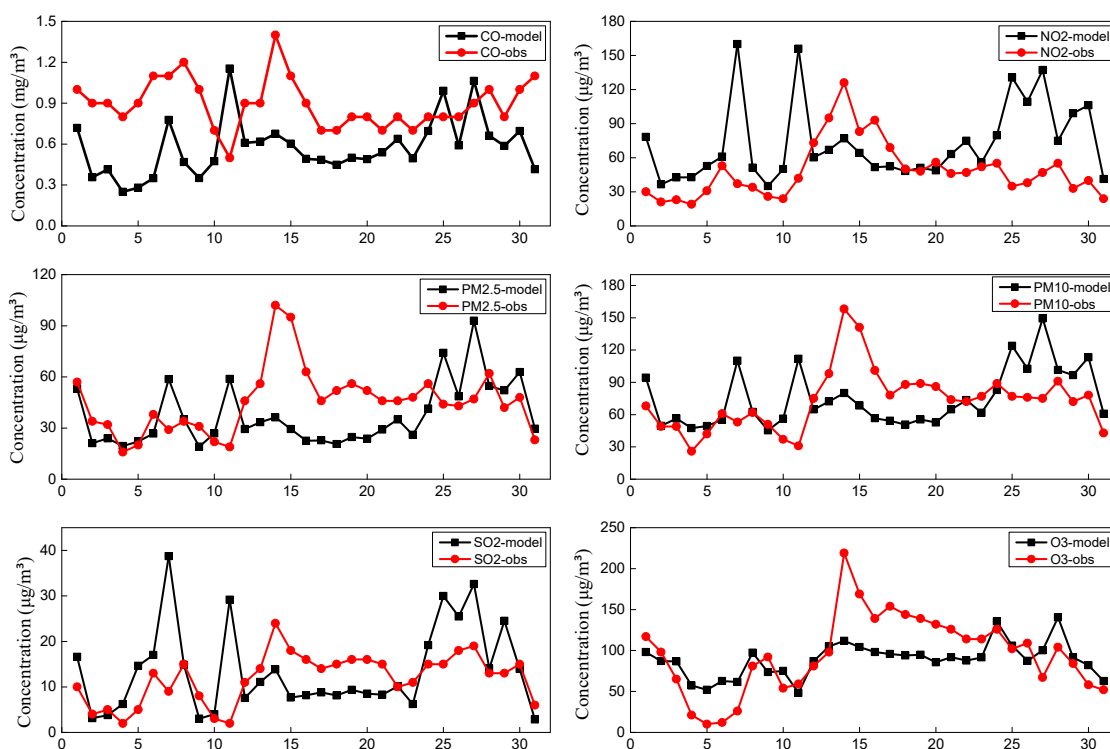 Concentration (mg/m³)
1.5
1.2
0.9
0.6
0.3
0.0
CO-model
CO-obs
0 5 10 15 20 25 30
Concentration (μg/m³)
180
150
120
90
60
30
0
NO2-model
NO2-obs
0 5 10 15 20 25 30
Concentration (μg/m³)
120
90
60
30
0
PM2.5-model
PM2.5-obs
0 5 10 15 20 25 30
Concentration (μg/m³)
180
150
120
90
60
30
0
PM10-model
PM10-obs
0 5 10 15 20 25 30
Concentration (μg/m³)
40
30
20
10
0
SO2-model
SO2-obs
0 5 10 15 20 25 30
Concentration (μg/m³)
250
200
150
100
50
0
O3-model
O3-obs
0 5 10 15 20 25 30